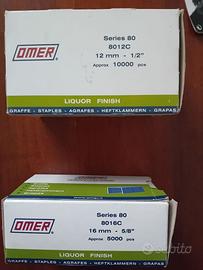 OMER
Series 80
8012C
12 mm - 1/2"
Approx 10000 pcs
LIQUOR FINISH
GRAFFE - STAPLES - AGRAFES - HEFTKLAMMERN - GRAPAS
OMER
Series 80
8016C
16 mm - 5/8"
Approx 5000 pcs
LIQUOR FINISH
GRAFFE - STAPLES - AGRAFES - HEFTKLAMMERN - GRAPAS
subito